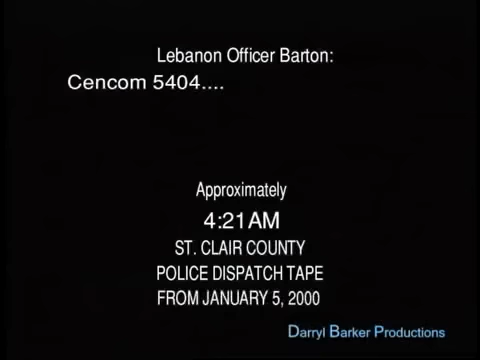 Lebanon Officer Barton:
Cencom 5404....
Approximately
4:21AM
ST. CLAIR COUNTY
POLICE DISPATCH TAPE
FROM JANUARY 5, 2000
Darryl Barker Productions